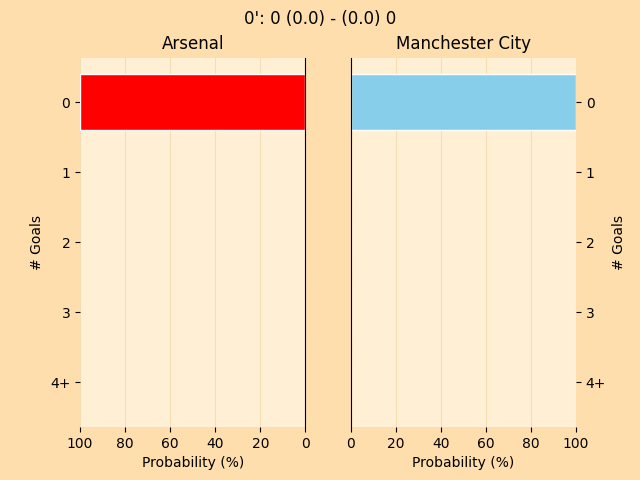 0': 0 (0.0) - (0.0) 0
Arsenal
Manchester City
0
1
2
3
4+
# Goals
100 80 60 40 20 0
Probability (%)
0
1
2
3
4+
# Goals
0 20 40 60 80 100
Probability (%)